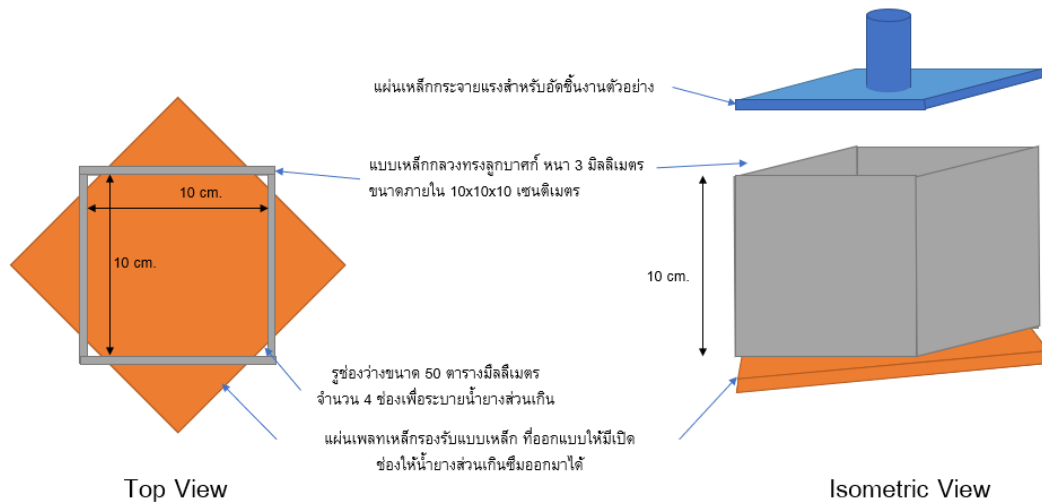 แผ่นเหล็กกระจายแรงสำหรับอัดชิ้นงานตัวอย่าง
แบบเหล็กกลวงทรงลูกบาศก์ หนา 3 มิลลิเมตร
ขนาดภายใน 10x10x10 เซนติเมตร
10 cm.
10 cm.
10 cm.
รูช่องว่างขนาด 50 ตารางมิลลิเมตร
จำนวน 4 ช่องเพื่อระบายน้ำยางส่วนเกิน
แผ่นเพลทเหล็กรองรับแบบเหล็ก ที่ออกแบบให้มีเปิด
ช่องให้น้ำยางส่วนเกินซึมออกมาได้
Top View
Isometric View